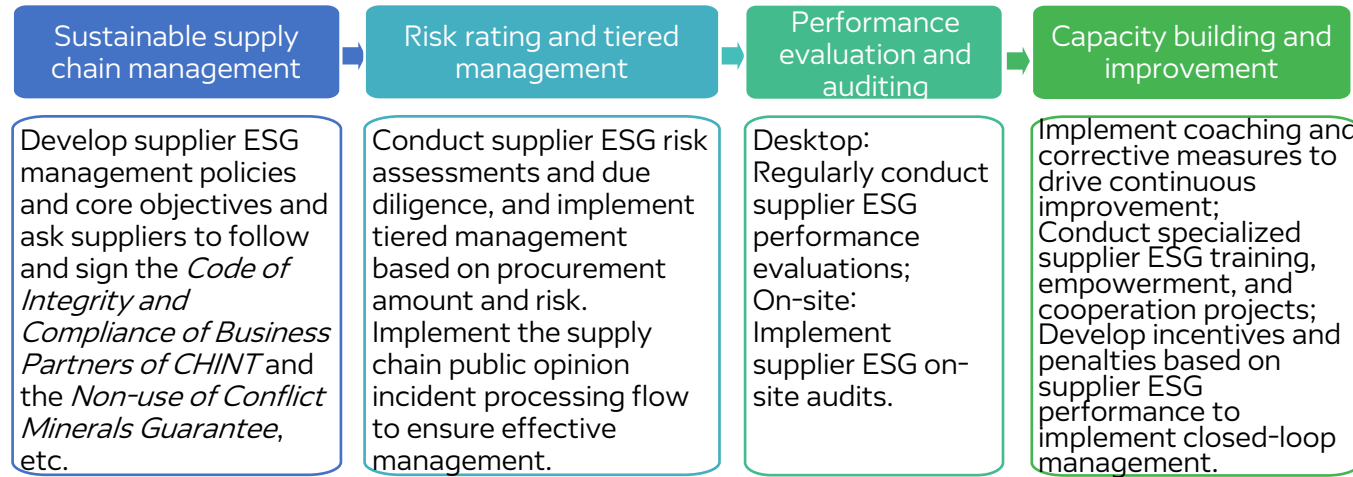 Sustainable supply
chain management
Risk rating and tiered
management
Performance
evaluation and
auditing
Capacity building and
improvement
Develop supplier ESG
management policies
and core objectives and
ask suppliers to follow
and sign the Code of
Integrity and
Compliance of Business
Partners of CHINT and
the Non-use of Conflict
Minerals Guarantee,
etc.
Conduct supplier ESG risk
assessments and due
diligence, and implement
tiered management
based on procurement
amount and risk.
Implement the supply
chain public opinion
incident processing flow
to ensure effective
management.
Desktop:
Regularly conduct
supplier ESG
performance
evaluations;
On-site:
Implement
supplier ESG on-
site audits.
Implement coaching and
corrective measures to
drive continuous
improvement;
Conduct specialized
supplier ESG training,
empowerment, and
cooperation projects;
Develop incentives and
penalties based on
supplier ESG
performance to
implement closed-loop
management.